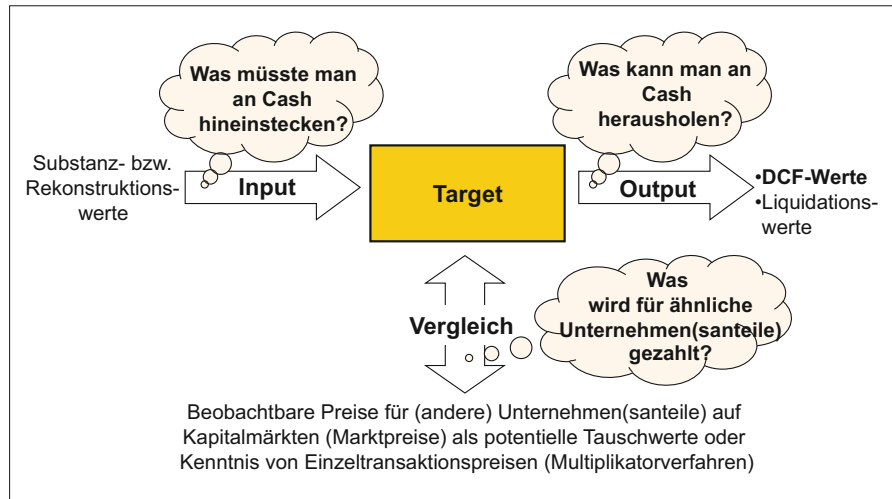 Was müsste man
an Cash
hineinstecken?
Was kann man an
Cash
herausholen?
Substanz- bzw.
Rekonstruktions-
werte
Input
Target
Output
•DCF-Werte
•Liquidations-
werte
Vergleich
Was
wird für ähnliche
Unternehmen(santeile)
gezahlt?
Beobachtbare Preise für (andere) Unternehmen(santeile) auf
Kapitalmärkten (Marktpreise) als potentielle Tauschwerte oder
Kenntnis von Einzeltransaktionspreisen (Multiplikatorverfahren)